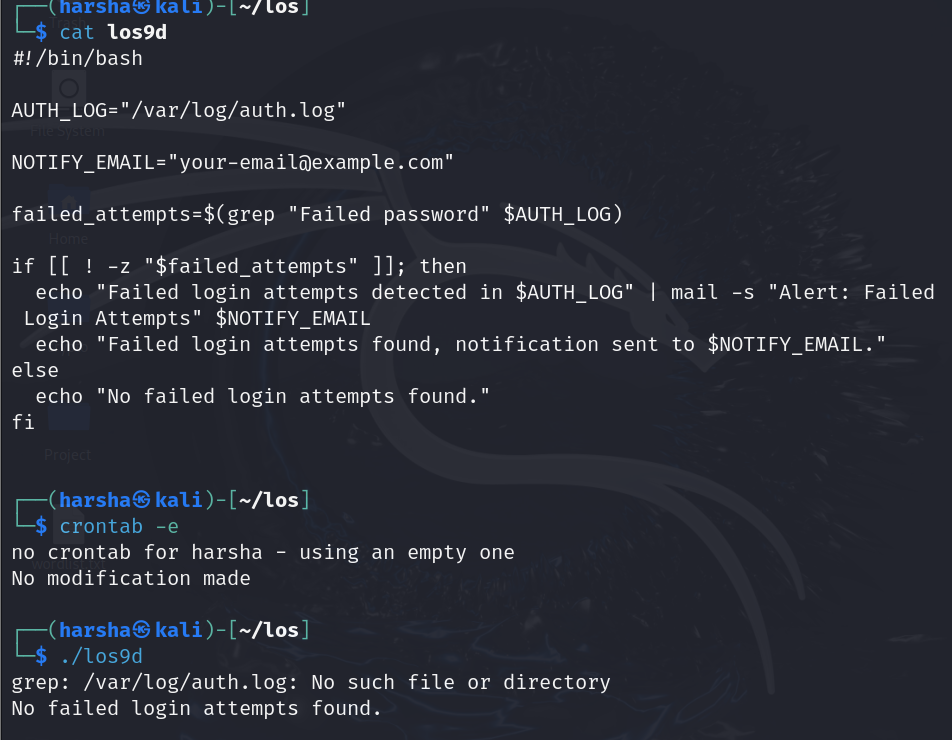 ┌──(harsha㉿kali)-[~/los]
└─$ cat los9d
#!/bin/bash
AUTH_LOG="/var/log/auth.log"
File System
NOTIFY_EMAIL="your-email@example.com"
failed_attempts=$(grep "Failed password" $AUTH_LOG)
Home
if [[ ! -z "$failed_attempts" ]]; then
  echo "Failed login attempts detected in $AUTH_LOG" | mail -s "Alert: Failed
 Login Attempts" $NOTIFY_EMAIL
  echo "Failed login attempts found, notification sent to $NOTIFY_EMAIL."
else
  echo "No failed login attempts found."
fi
Project
┌──(harsha㉿kali)-[~/los]
└─$ crontab -e
no crontab for harsha - using an empty one
No modification made
┌──(harsha㉿kali)-[~/los]
└─$ ./los9d
grep: /var/log/auth.log: No such file or directory
No failed login attempts found.